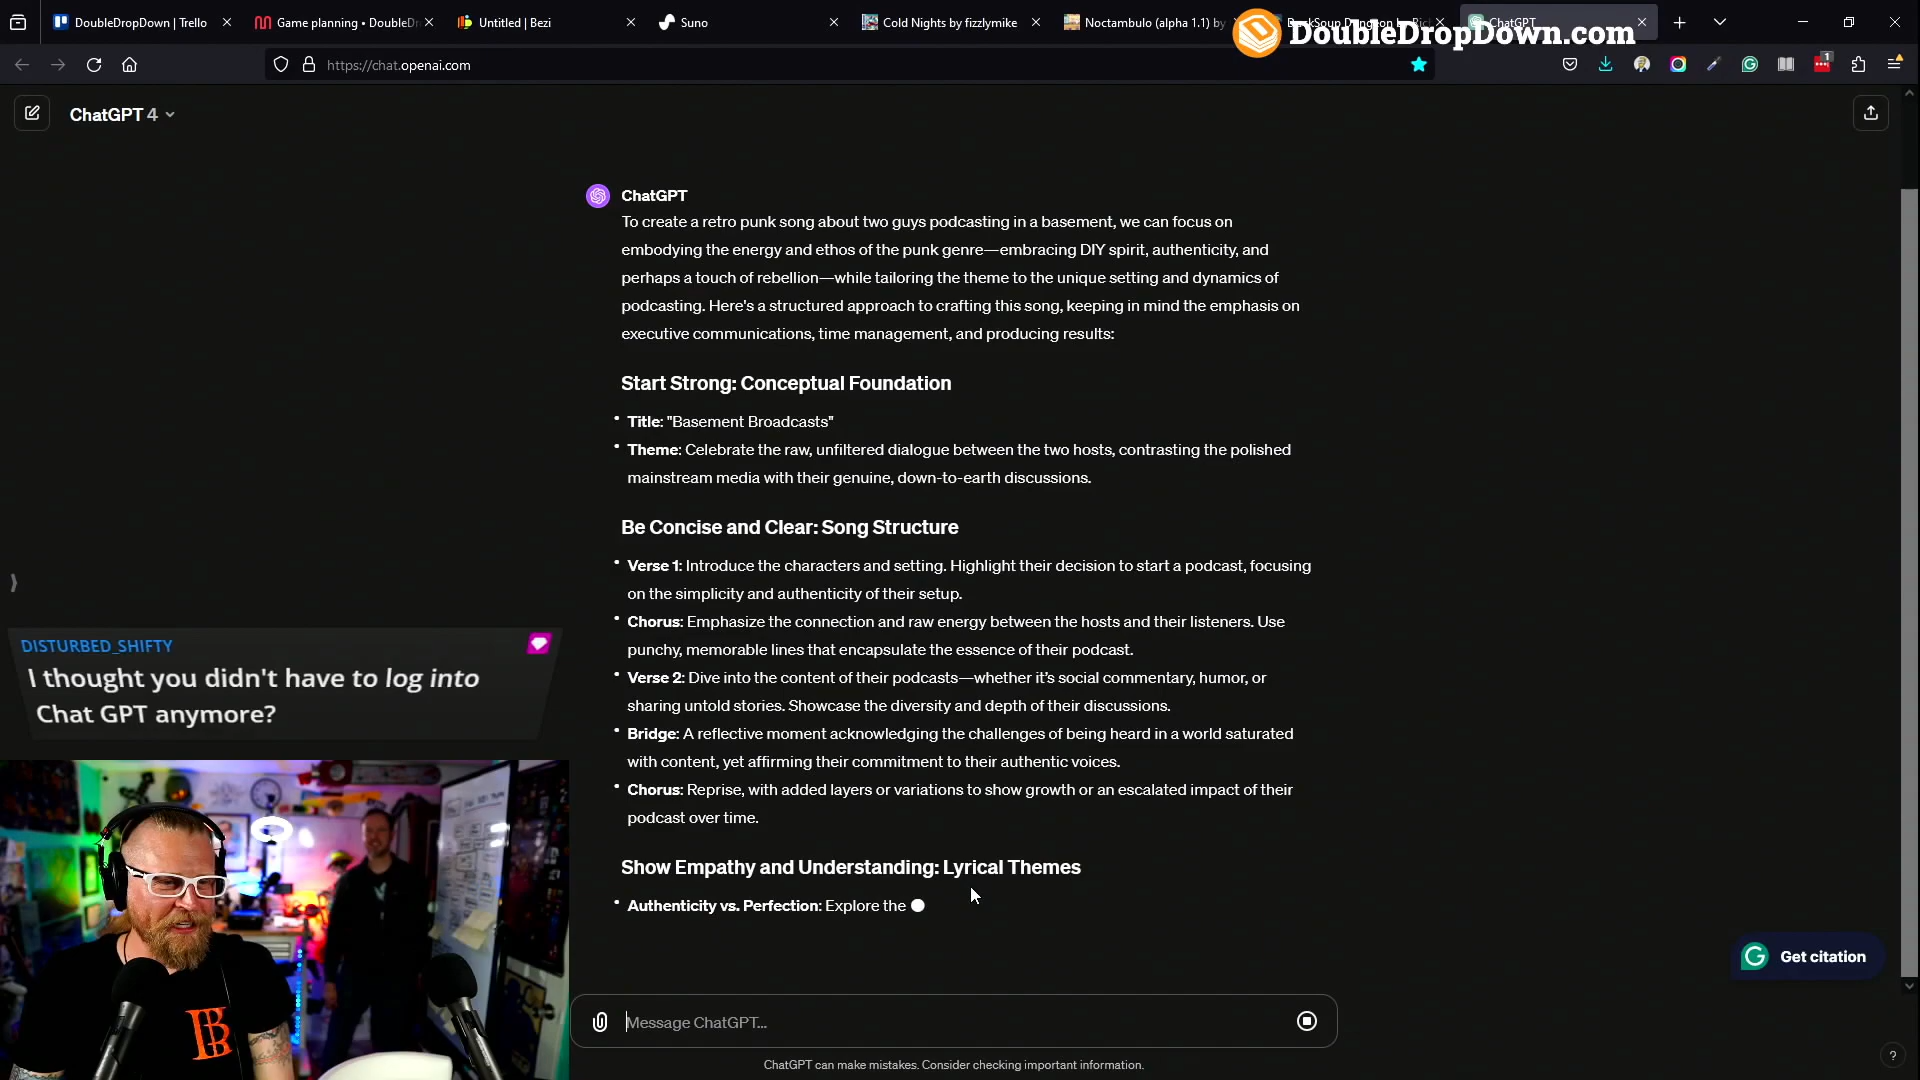 DoubleDropDown | Trello
Game planning • DoubleDr
Untitled | Bezi
Suno
Cold Nights by fizzlymike
Noctambulo (alpha 1.1) by
ChatGPT
DoubleDropDown.com
https://chat.openai.com
1
ChatGPT 4
ChatGPT
To create a retro punk song about two guys podcasting in a basement, we can focus on
embodying the energy and ethos of the punk genre—embracing DIY spirit, authenticity, and
perhaps a touch of rebellion—while tailoring the theme to the unique setting and dynamics of
podcasting. Here's a structured approach to crafting this song, keeping in mind the emphasis on
executive communications, time management, and producing results:
Start Strong: Conceptual Foundation
• Title: "Basement Broadcasts"
• Theme: Celebrate the raw, unfiltered dialogue between the two hosts, contrasting the polished
mainstream media with their genuine, down-to-earth discussions.
Be Concise and Clear: Song Structure
• Verse 1: Introduce the characters and setting. Highlight their decision to start a podcast, focusing
on the simplicity and authenticity of their setup.
• Chorus: Emphasize the connection and raw energy between the hosts and their listeners. Use
punchy, memorable lines that encapsulate the essence of their podcast.
• Verse 2: Dive into the content of their podcasts—whether it's social commentary, humor, or
sharing untold stories. Showcase the diversity and depth of their discussions.
• Bridge: A reflective moment acknowledging the challenges of being heard in a world saturated
with content, yet affirming their commitment to their authentic voices.
• Chorus: Reprise, with added layers or variations to show growth or an escalated impact of their
podcast over time.
Show Empathy and Understanding: Lyrical Themes
• Authenticity vs. Perfection: Explore the
DISTURBED_SHIFTY
I thought you didn't have to log into
Chat GPT anymore?
Get citation
Message ChatGPT...
ChatGPT can make mistakes. Consider checking important information.
?